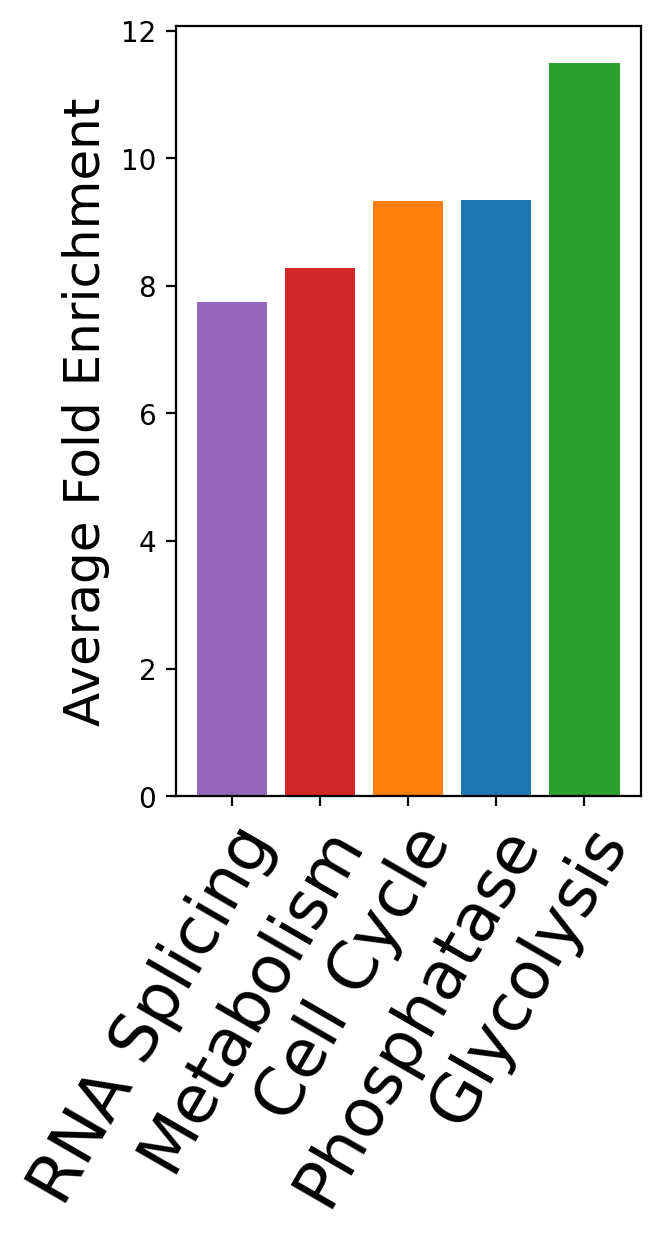 Average Fold Enrichment
12
10
8
6
4
2
0
RNA Splicing
Metabolism
Cell Cycle
Phosphatase
Glycolysis